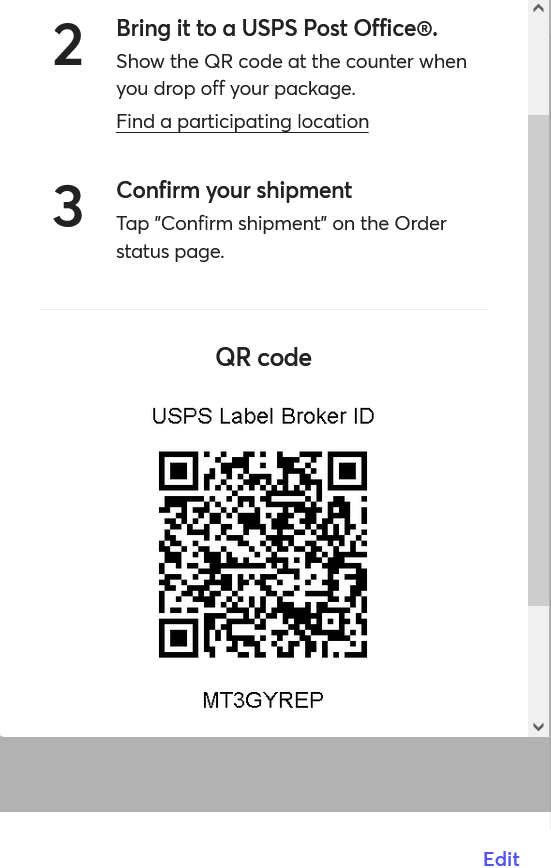 2
Bring it to a USPS Post Office®.
Show the QR code at the counter when
you drop off your package.
Find a participating location
3
Confirm your shipment
Tap "Confirm shipment" on the Order
status page.
QR code
USPS Label Broker ID
MT3GYREP
Edit